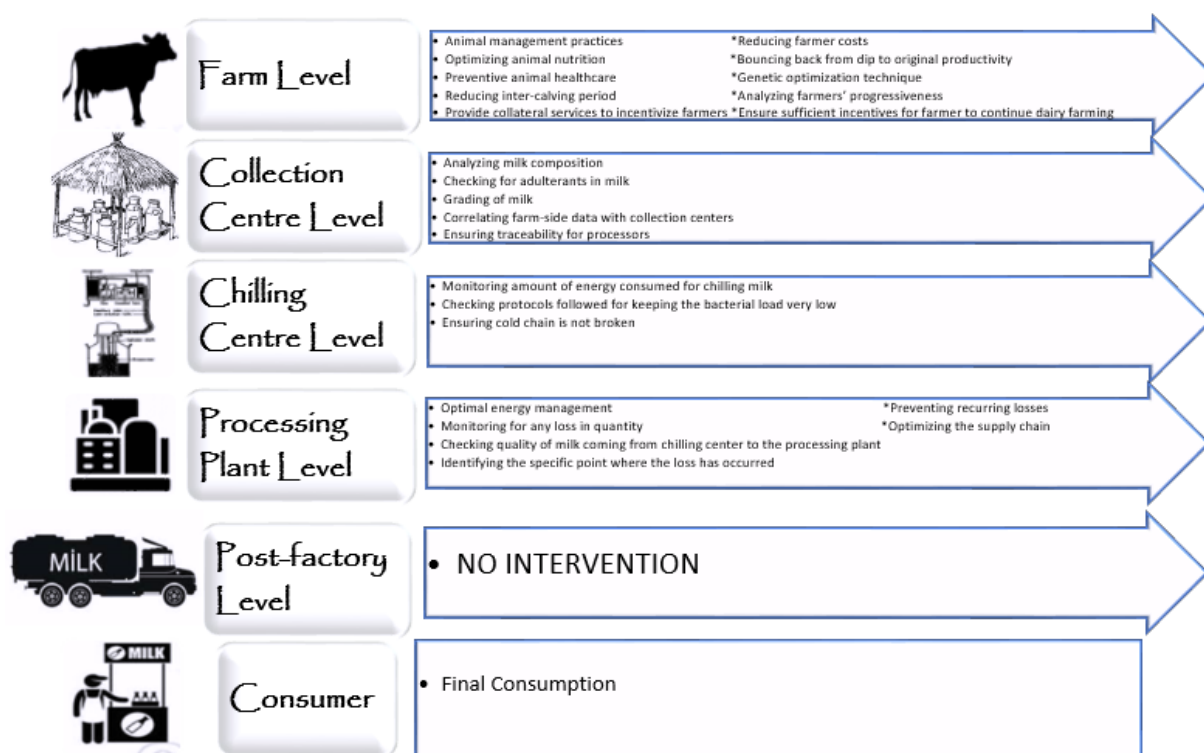 Farm Level
• Animal management practices *Reducing farmer costs
• Optimizing animal nutrition *Bouncing back from dip to original productivity
• Preventive animal healthcare *Genetic optimization technique
• Reducing inter-calving period *Analyzing farmers' progressiveness
• Provide collateral services to incentivize farmers *Ensure sufficient incentives for farmer to continue dairy farming
Collection
Centre Level
• Analyzing milk composition
• Checking for adulterants in milk
• Grading of milk
• Correlating farm-side data with collection centers
• Ensuring traceability for processors
Chilling
Centre Level
• Monitoring amount of energy consumed for chilling milk
• Checking protocols followed for keeping the bacterial load very low
• Ensuring cold chain is not broken
Processing
Plant Level
• Optimal energy management *Preventing recurring losses
• Monitoring for any loss in quantity *Optimizing the supply chain
• Checking quality of milk coming from chilling center to the processing plant
• Identifying the specific point where the loss has occurred
MİLK
Post-factory
Level
• NO INTERVENTION
MILK
Consumer
• Final Consumption